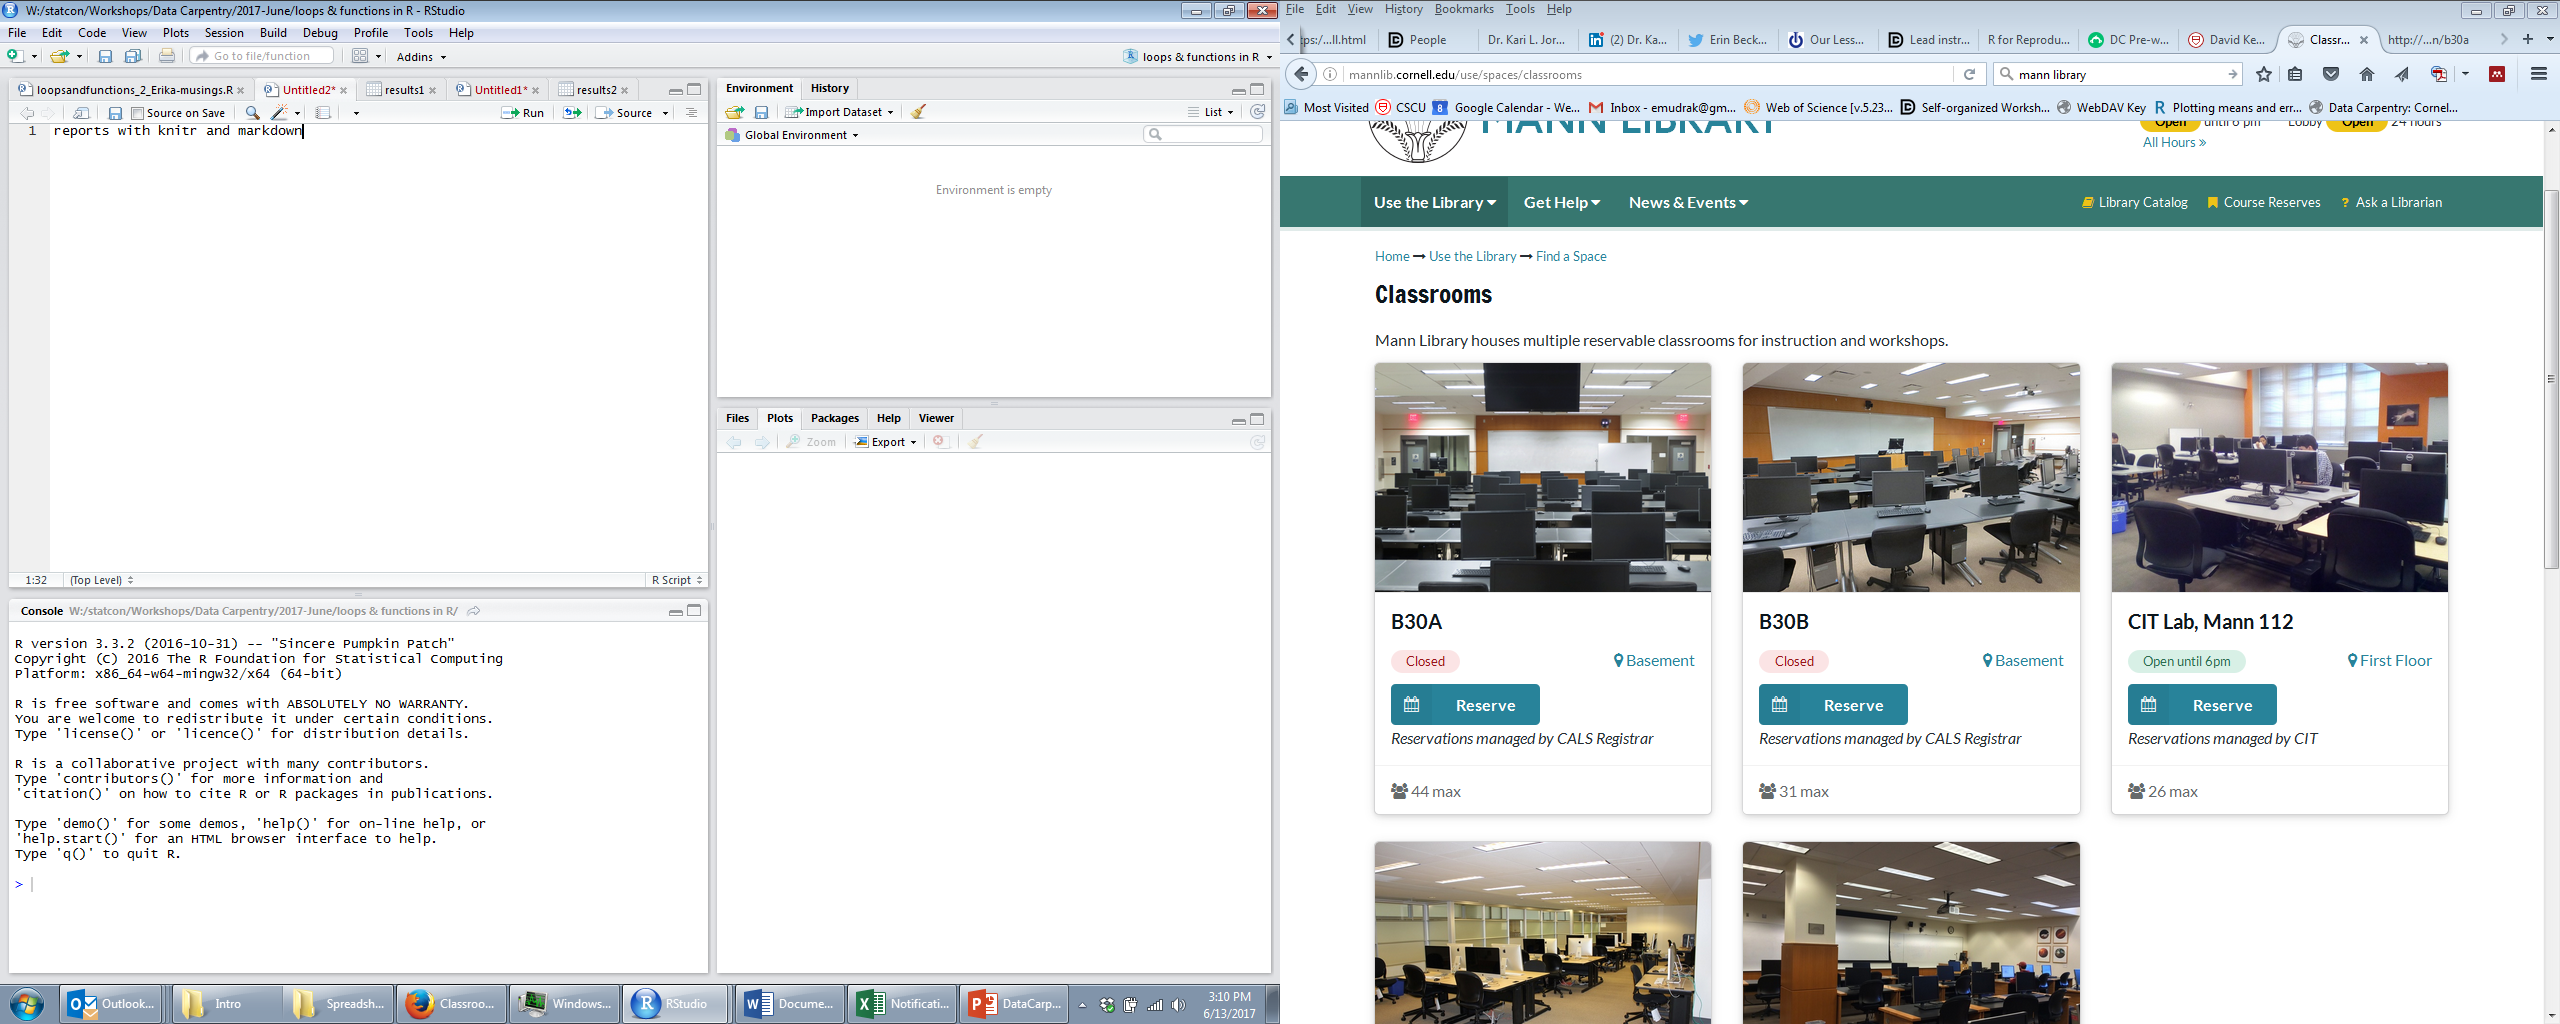 W:/statcon/Workshops/Data Carpentry/2017-June/loops & functions in R - RStudio
File Edit Code View Plots Session Build Debug Profile Tools Help
Go to file/function Addins loops & functions in R
loopsandfunctions_2_Erika-musings.R Untitled2* results1 Untitled1* results2
Source on Save Run Source
1 reports with knitr and markdown
1:32 (Top Level) R Script
Console W:/statcon/Workshops/Data Carpentry/2017-June/loops & functions in R/
R version 3.3.2 (2016-10-31) -- "Sincere Pumpkin Patch"
Copyright (C) 2016 The R Foundation for Statistical Computing
Platform: x86_64-w64-mingw32/x64 (64-bit)
R is free software and comes with ABSOLUTELY NO WARRANTY.
You are welcome to redistribute it under certain conditions.
Type 'license()' or 'licence()' for distribution details.
R is a collaborative project with many contributors.
Type 'contributors()' for more information and
'citation()' on how to cite R or R packages in publications.
Type 'demo()' for some demos, 'help()' for on-line help, or
'help.start()' for an HTML browser interface to help.
Type 'q()' to quit R.
>
Environment History
Import Dataset List
Global Environment
Environment is empty
Files Plots Packages Help Viewer
Zoom Export
Outlook... Intro Spreadsh... Classroo... Windows... RStudio Docume... Notificati... DataCarp...
3:10 PM
6/13/2017
File Edit View History Bookmarks Tools Help
tps:/...ll.html People Dr. Kari L. Jor... (2) Dr. Ka... Erin Beck... Our Less... Lead instr... R for Reprodu... DC Pre-w... David Ke... Classr... http://...n/b30a
mannlib.cornell.edu/use/spaces/classrooms mann library
Most Visited CSCU Google Calendar - We... Inbox - emudrak@gm... Web of Science [v.5.23... Self-organized Worksh... WebDAV Key Plotting means and err... Data Carpentry: Cornel...
MANN LIBRARY
Open until 6 pm Lobby Open 24 hours
All Hours »
Use the Library Get Help News & Events Library Catalog Course Reserves Ask a Librarian
Home → Use the Library → Find a Space
Classrooms
Mann Library houses multiple reservable classrooms for instruction and workshops.
B30A
Closed Basement
Reserve
Reservations managed by CALS Registrar
44 max
B30B
Closed Basement
Reserve
Reservations managed by CALS Registrar
31 max
CIT Lab, Mann 112
Open until 6pm First Floor
Reserve
Reservations managed by CIT
26 max